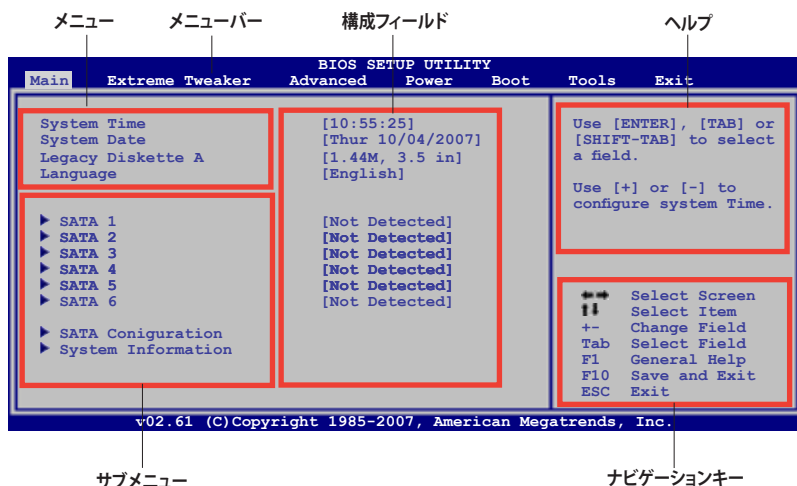 メニュー メニューバー 構成フィールド ヘルプ
BIOS SETUP UTILITY
Main Extreme Tweaker Advanced Power Boot Tools Exit
System Time [10:55:25]
System Date [Thur 10/04/2007]
Legacy Diskette A [1.44M, 3.5 in]
Language [English]
SATA 1 [Not Detected]
SATA 2 [Not Detected]
SATA 3 [Not Detected]
SATA 4 [Not Detected]
SATA 5 [Not Detected]
SATA 6 [Not Detected]
SATA Coniguration
System Information
Use [ENTER], [TAB] or
[SHIFT-TAB] to select
a field.
Use [+] or [-] to
configure system Time.
Select Screen
Select Item
+- Change Field
Tab Select Field
F1 General Help
F10 Save and Exit
ESC Exit
v02.61 (C)Copyright 1985-2007, American Megatrends, Inc.
サブメニュー ナビゲーションキー